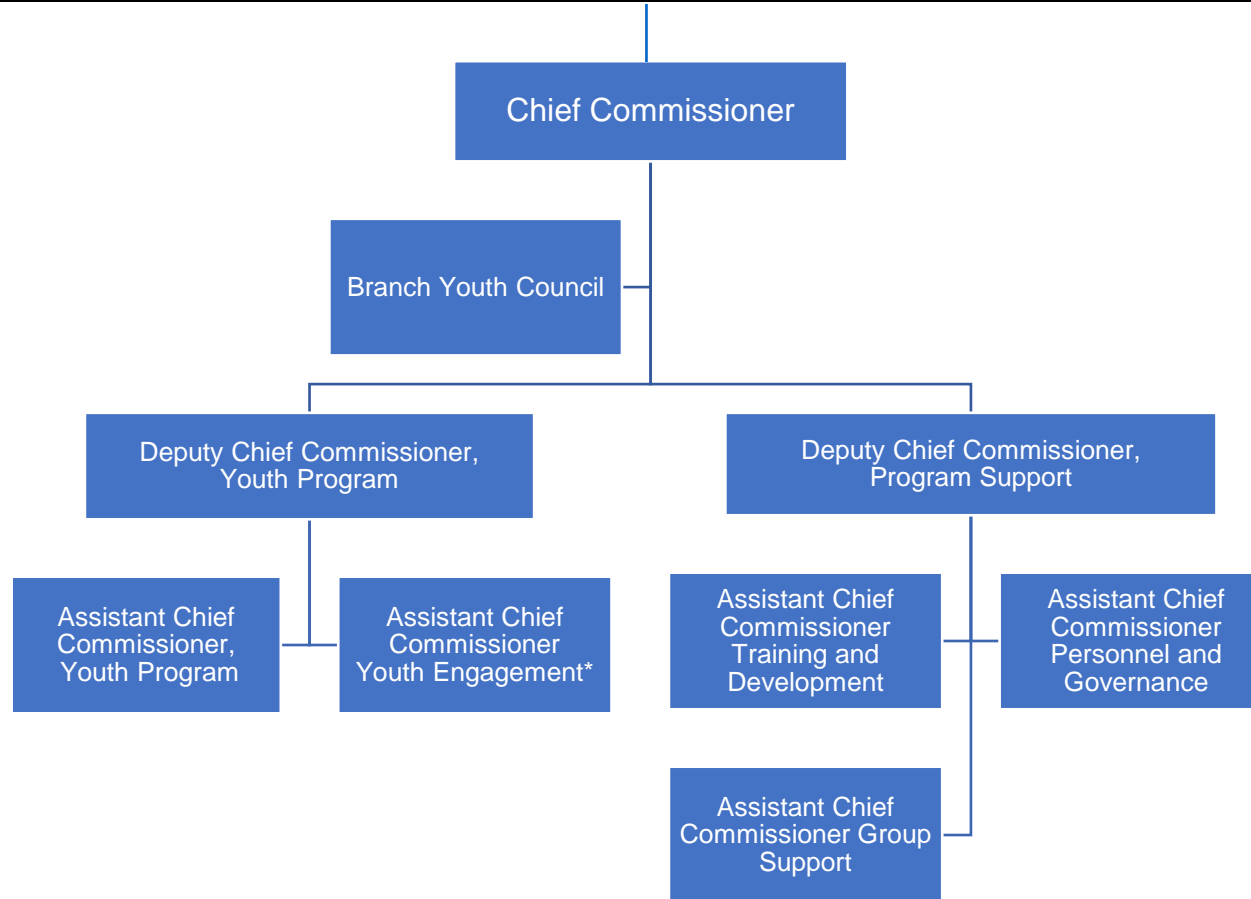 Chief Commissioner
Branch Youth Council
Deputy Chief Commissioner,
Youth Program
Deputy Chief Commissioner,
Program Support
Assistant Chief
Commissioner,
Youth Program
Assistant Chief
Commissioner
Youth Engagement*
Assistant Chief
Commissioner
Training and
Development
Assistant Chief
Commissioner
Personnel and
Governance
Assistant Chief
Commissioner Group
Support